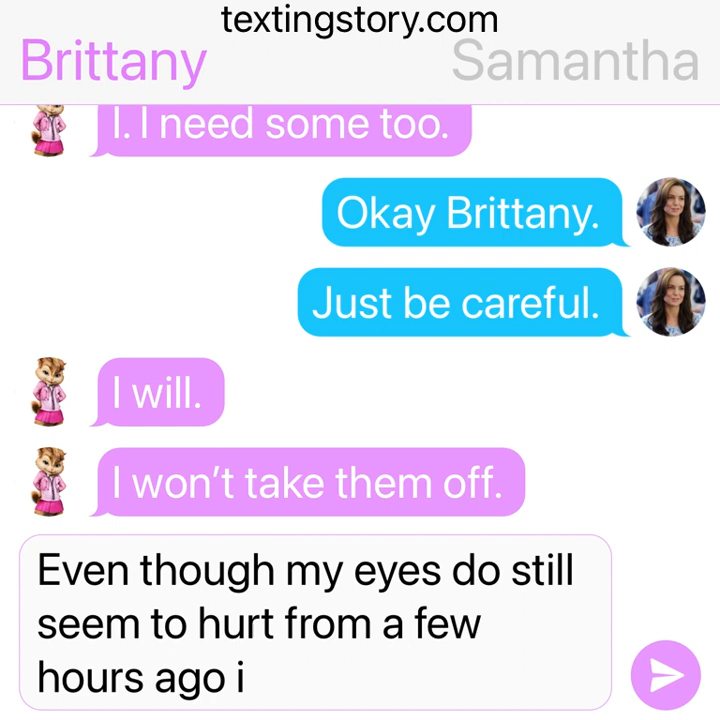 textingstory.com
Brittany Samantha
I. I need some too.
Okay Brittany.
Just be careful.
I will.
I won't take them off.
Even though my eyes do still
seem to hurt from a few
hours ago i